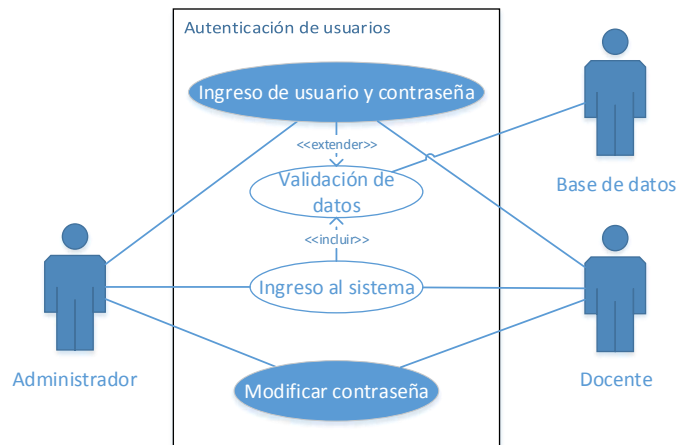 Autenticación de usuarios
Ingreso de usuario y contraseña
<<extender>>
Validación de
datos
Base de datos
<<incluir>>
Ingreso al sistema
Administrador
Modificar contraseña
Docente